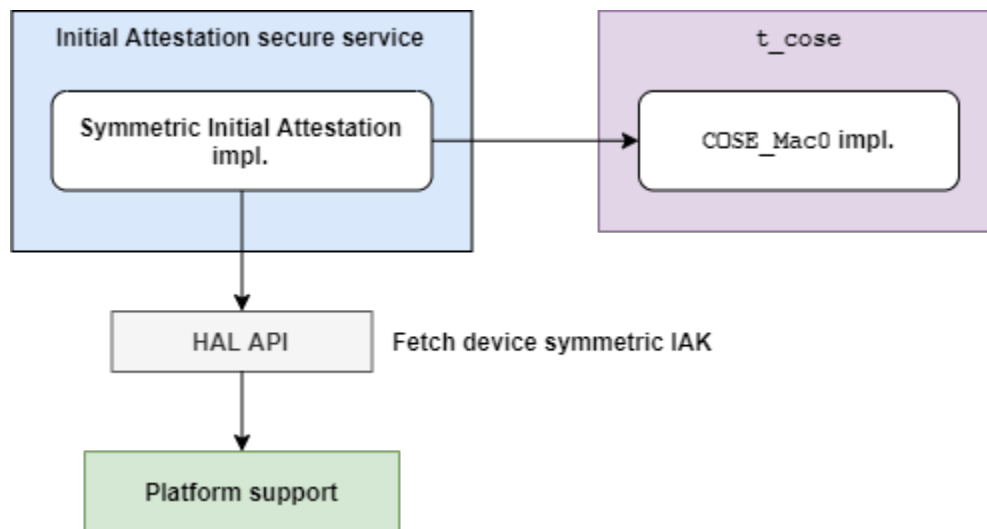 Initial Attestation secure service
t_cose
Symmetric Initial Attestation
impl.
COSE_Mac0 impl.
HAL API
Fetch device symmetric IAK
Platform support